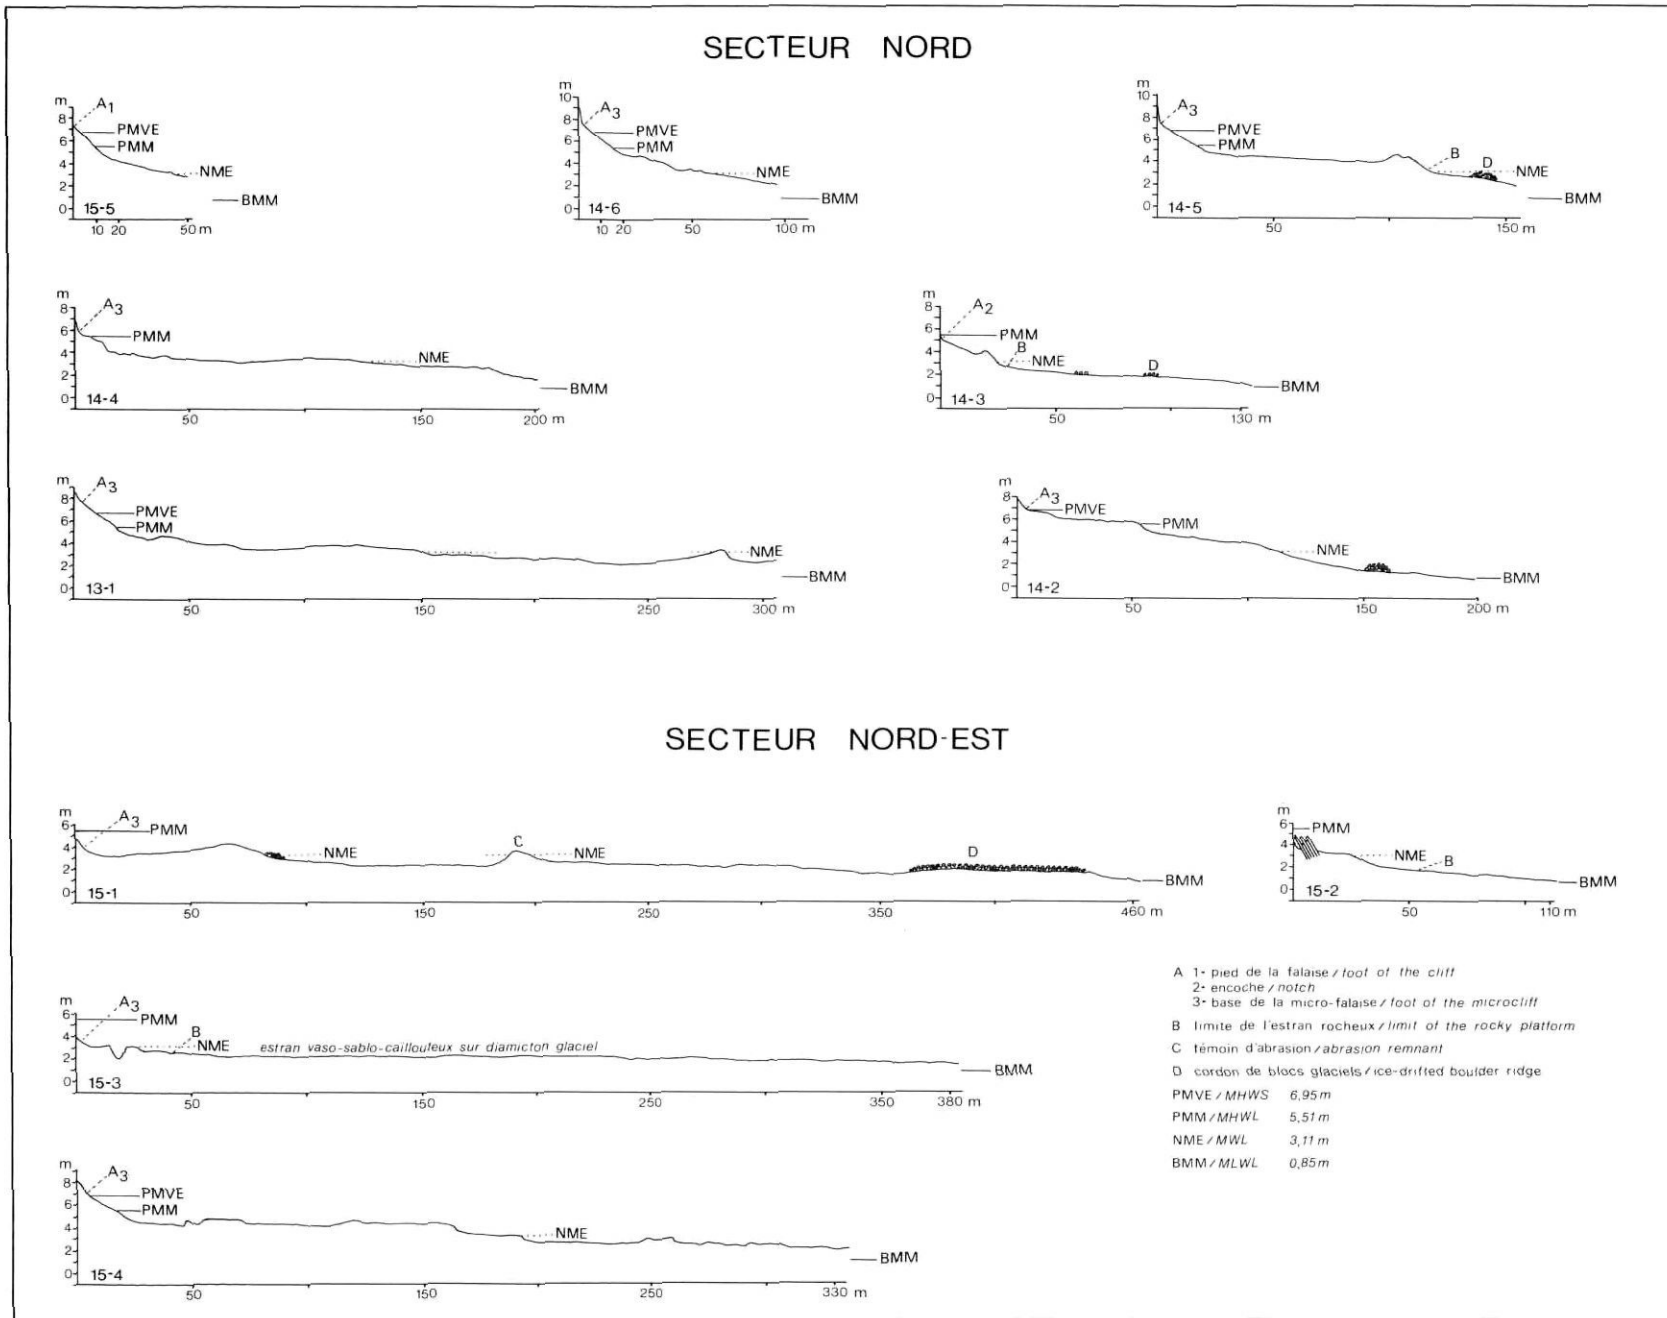 SECTEUR NORD
m
A1
8
PMVE
6
PMM
4
NME
2
BMM
0
15-5
10 20 50 m
m
10
A3
8
PMVE
6
PMM
4
NME
2
BMM
0
14-6
10 20 50 100 m
m
10
A3
8
PMVE
6
PMM
4
B D
NME
2
BMM
0
14-5
50 150 m
m
8
A3
6
PMM
4
NME
2
BMM
0
14-4
50 150 200 m
m
8
A2
6
PMM
4
B
NME
D
2
BMM
0
14-3
50 130 m
m
8
A3
PMVE
6
PMM
4
NME
2
BMM
0
13-1
50 150 250 300 m
m
8
A3
PMVE
6
PMM
4
NME
2
BMM
0
14-2
50 150 200 m
SECTEUR NORD-EST
m
6
A3
PMM
4
NME
C
NME
D
2
BMM
0
15-1
50 150 250 350 460 m
m
6
PMM
4
NME
B
2
BMM
0
15-2
50 110 m
m
6
A3
PMM
4
B
NME
estran vaso-sablo-caillouteux sur diamicton glaciel
2
BMM
0
15-3
50 150 250 350 380 m
m
8
A3
PMVE
6
PMM
4
NME
2
BMM
0
15-4
50 150 250 330 m
A 1- pied de la falaise / foot of the cliff
2- encoche / notch
3- base de la micro-falaise / foot of the microcliff
B limite de l'estran rocheux / limit of the rocky platform
C témoin d'abrasion / abrasion remnant
D cordon de blocs glaciels / ice-drifted boulder ridge
PMVE / MHWS 6,95 m
PMM / MHWL 5,51 m
NME / MWL 3,11 m
BMM / MLWL 0,85 m